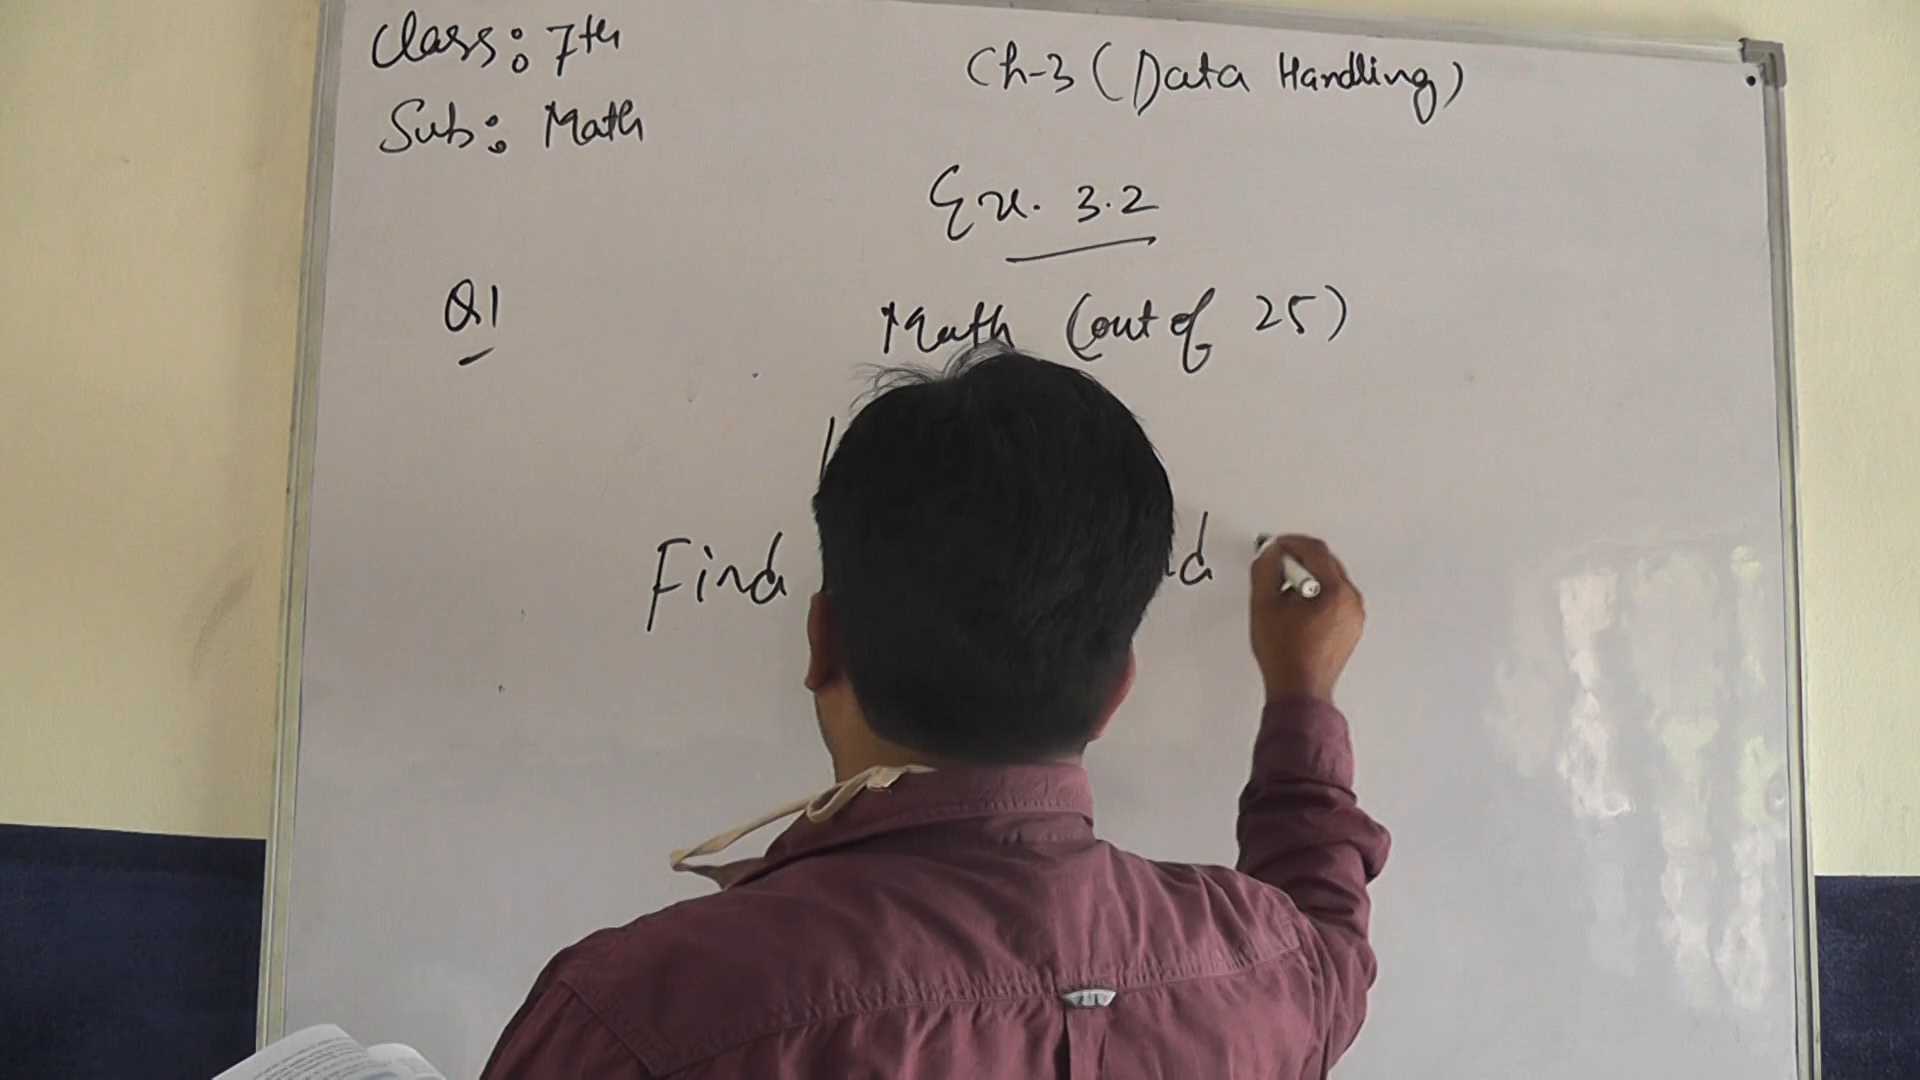 Class: 7th
Sub: Math
Ch-3 (Data Handling)
Ex. 3.2
Q1
Math (out of 25)
Find